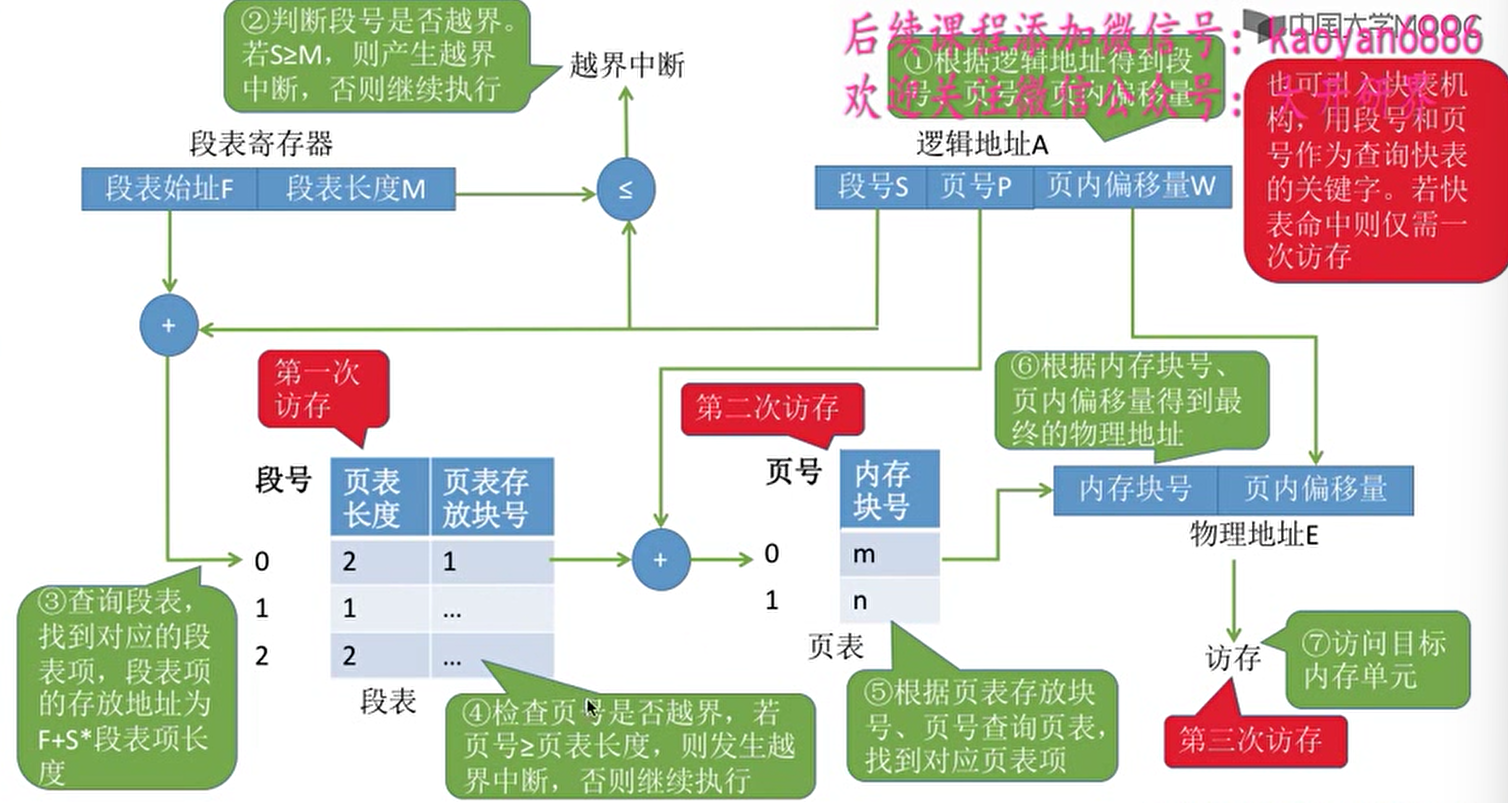 ②判断段号是否越界。
若S≥M，则产生越界
中断，否则继续执行
越界中断
后续课程添加微信号：kaoyan6886
欢迎关注微信公众号：大开研界
中国大学MOOC
①根据逻辑地址得到段
号、页号、页内偏移量
也可引入快表机
构，用段号和页
号作为查询快表
的关键字。若快
表命中则仅需一
次访存
段表寄存器
段表始址F
段表长度M
≤
逻辑地址A
段号S
页号P
页内偏移量W
+
第一次
访存
第二次访存
⑥根据内存块号、
页内偏移量得到最
终的物理地址
段号
页表
长度
页表存
放块号
0
2
1
1
1
...
2
2
...
段表
+
页号
内存
块号
0
m
1
n
页表
内存块号
页内偏移量
物理地址E
访存
⑦访问目标
内存单元
第三次访存
③查询段表，
找到对应的段
表项，段表项
的存放地址为
F+S*段表项长
度
④检查页号是否越界，若
页号≥页表长度，则发生越
界中断，否则继续执行
⑤根据页表存放块
号、页号查询页表，
找到对应页表项